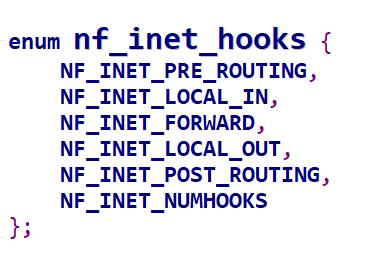 enum nf_inet_hooks {
    NF_INET_PRE_ROUTING,
    NF_INET_LOCAL_IN,
    NF_INET_FORWARD,
    NF_INET_LOCAL_OUT,
    NF_INET_POST_ROUTING,
    NF_INET_NUMHOOKS
};